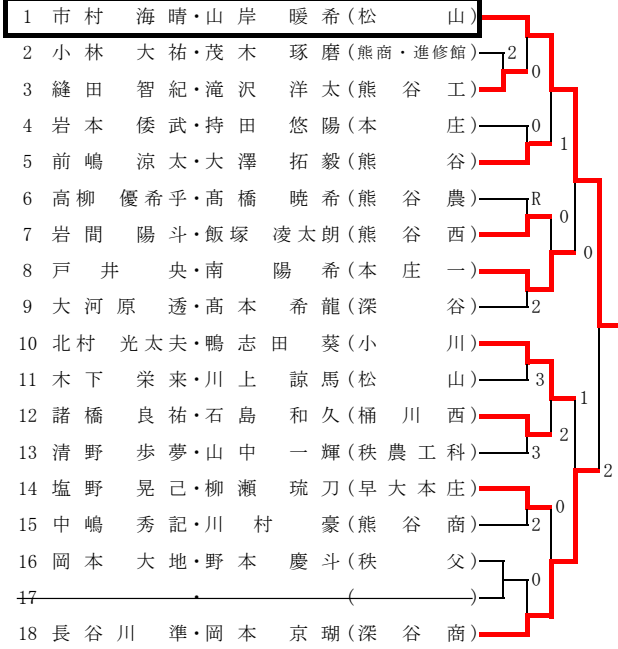 1 市村 海晴・山岸 暖希(松 山)
2 小林 大祐・茂木 琢磨(熊商・進修館) 2
0
3 縫田 智紀・滝沢 洋太(熊谷工)
4 岩本 倭武・持田 悠陽(本 庄) 0
1
5 前嶋 涼太・大澤 拓毅(熊 谷)
6 高柳 優希乎・髙橋 暁希(熊谷農) R
0
7 岩間 陽斗・飯塚 凌太朗(熊谷西)
0
8 戸井 央・南 陽希(本庄一)
9 大河原 透・髙本 希龍(深 谷) 2
10 北村 光太夫・鴨志田 葵(小 川)
11 木下 栄来・川上 諒馬(松 山) 3
1
12 諸橋 良祐・石島 和久(桶川西)
2
13 清野 歩夢・山中 一輝(秩農工科) 3
2
14 塩野 晃己・柳瀬 琉刀(早大本庄)
0
15 中嶋 秀記・川村 豪(熊谷商) 2
16 岡本 大地・野本 慶斗(秩 父)
0
17 ・ ( )
18 長谷川 準・岡本 京瑚(深谷商)